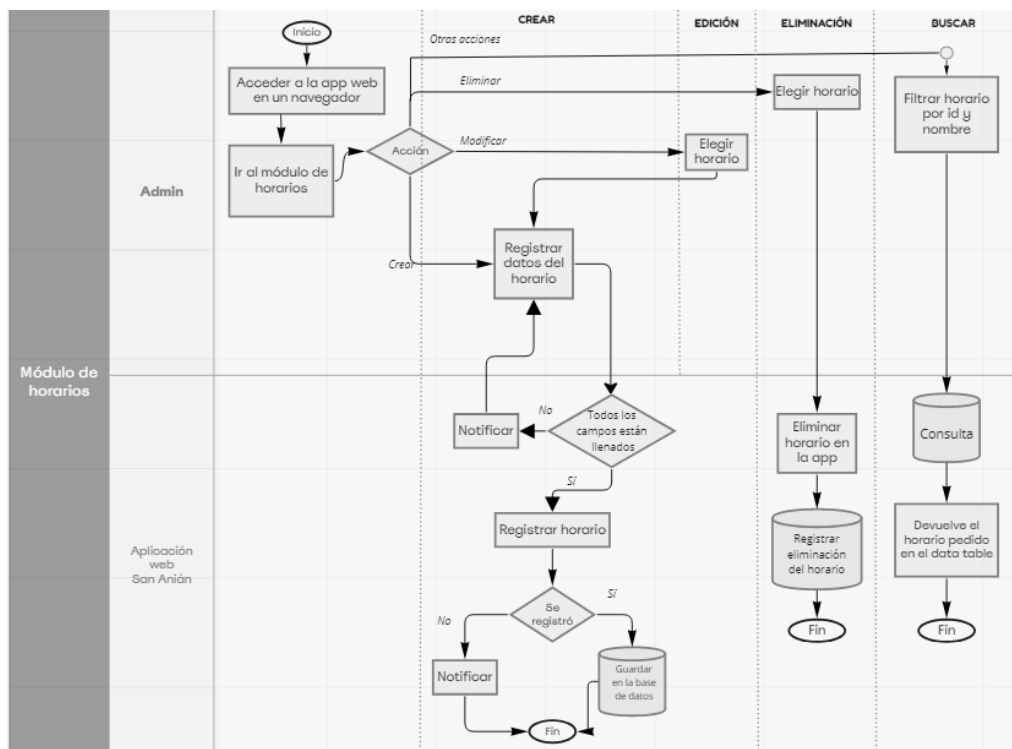 CREAR
EDICIÓN
ELIMINACIÓN
BUSCAR
Inicio
Otras acciones
Acceder a la app web
en un navegador
Eliminar
Elegir horario
Filtrar horario
por id y
nombre
Acción
Modificar
Elegir
horario
Ir al módulo de
horarios
Admin
Registrar
datos del
horario
Crear
Módulo de
horarios
No
Notificar
Todos los
campos están
llenados
Eliminar
horario en
la app
Consulta
Sí
Registrar horario
Registrar
eliminación
del horario
Devuelve el
horario pedido
en el data table
Aplicación
web
San Anián
Se
registró
No
Sí
Fin
Fin
Notificar
Guardar
en la base
de datos
Fin